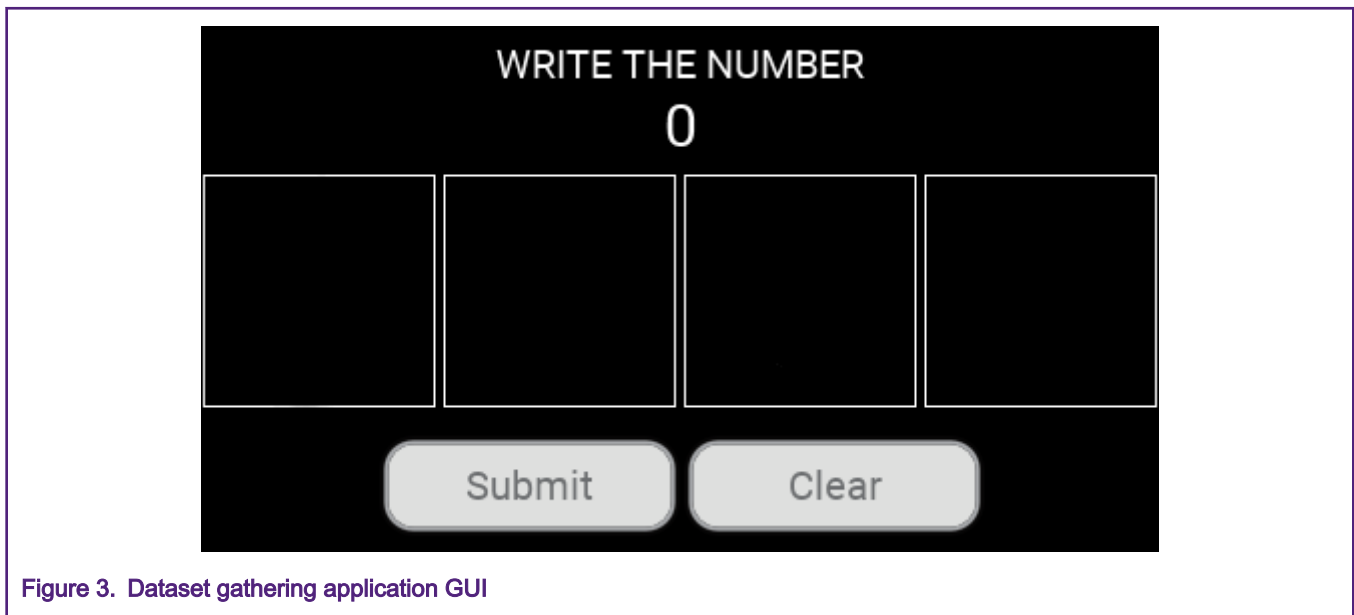 WRITE THE NUMBER
0
Submit Clear
Figure 3. Dataset gathering application GUI